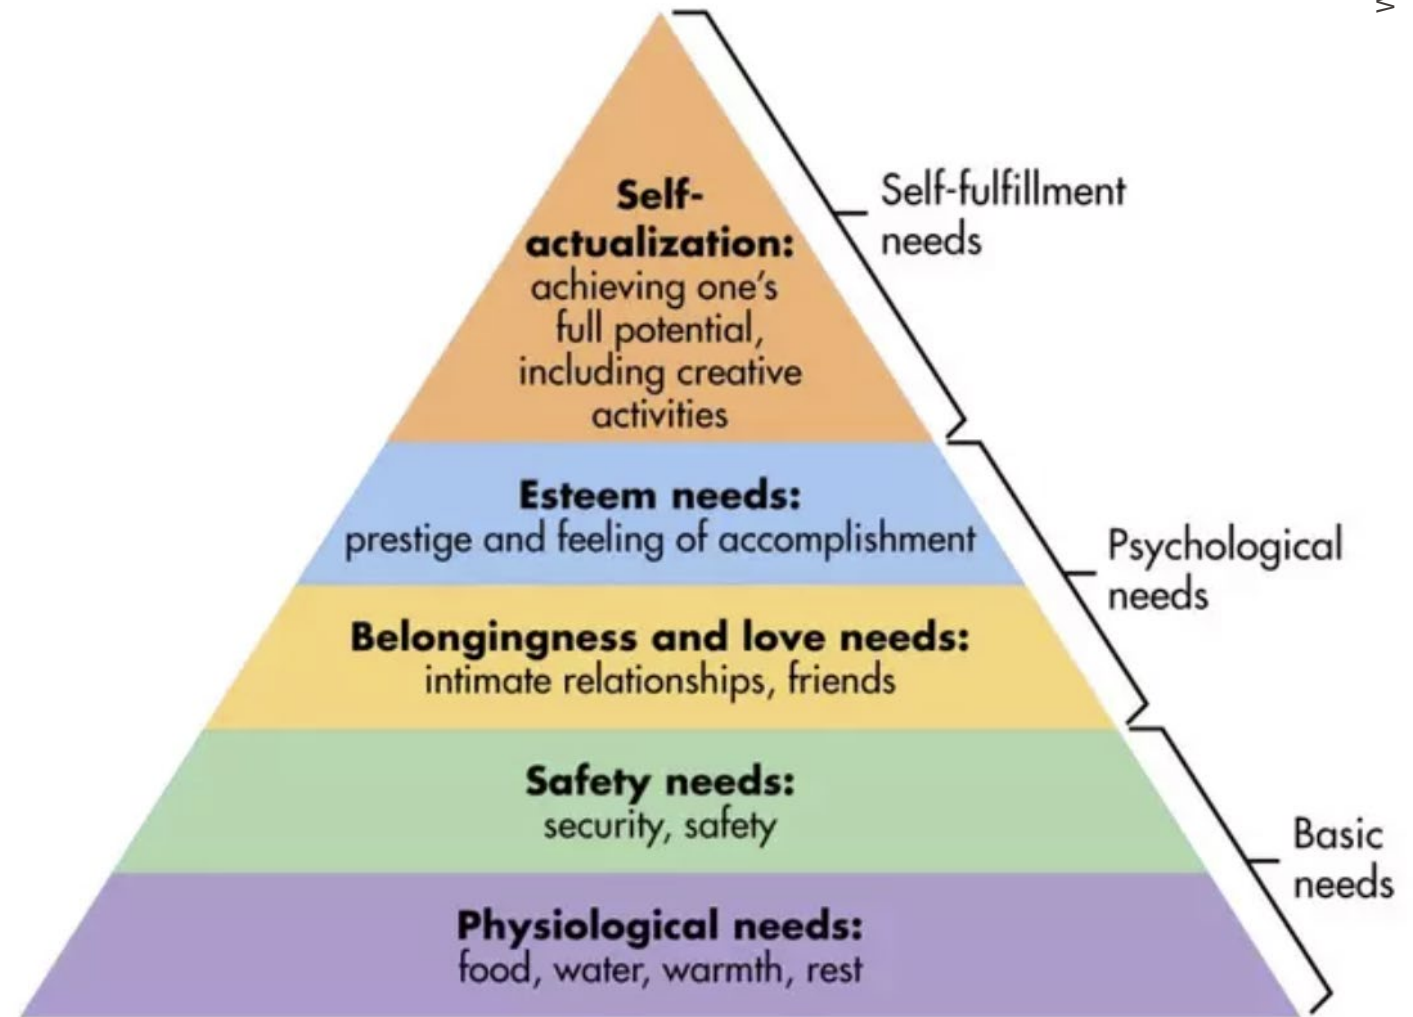 Self-
actualization:
achieving one's
full potential,
including creative
activities
Self-fulfillment
needs
Esteem needs:
prestige and feeling of accomplishment
Psychological
needs
Belongingness and love needs:
intimate relationships, friends
Safety needs:
security, safety
Basic
needs
Physiological needs:
food, water, warmth, rest